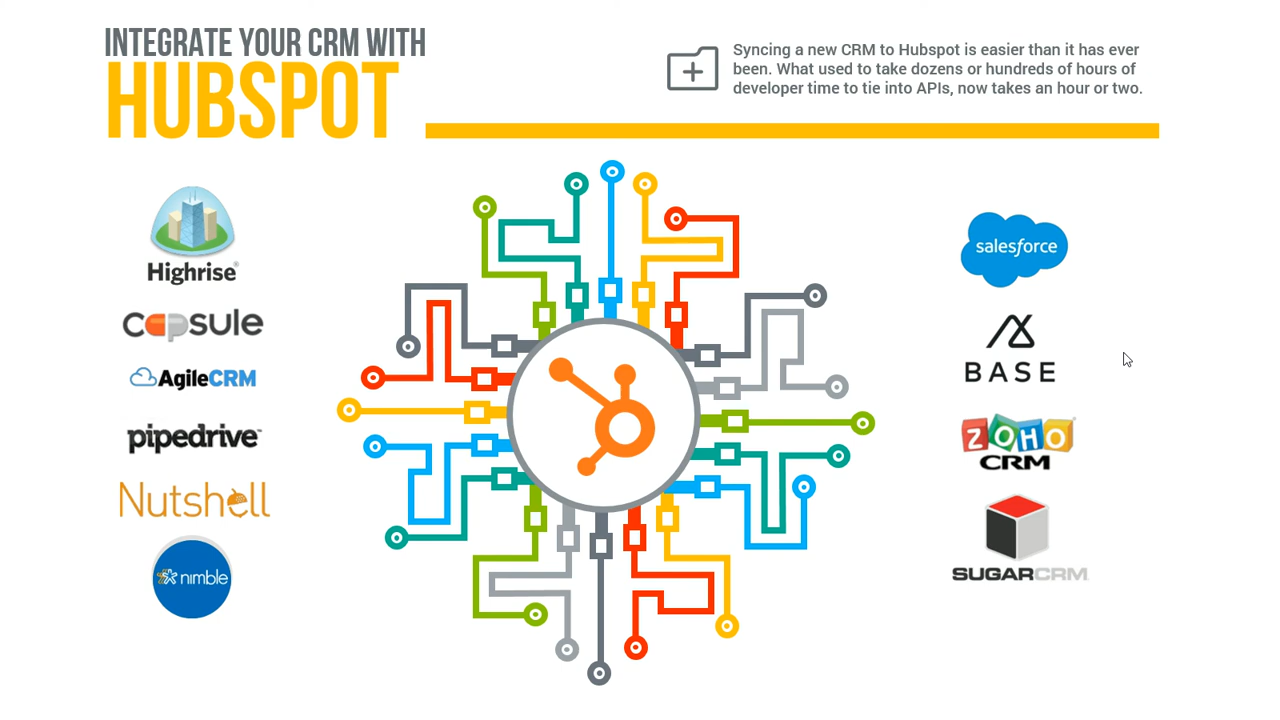 INTEGRATE YOUR CRM WITH
HUBSPOT
Syncing a new CRM to Hubspot is easier than it has ever
been. What used to take dozens or hundreds of hours of
developer time to tie into APIs, now takes an hour or two.
Highrise®
capsule
AgileCRM
pipedrive™
Nutshell
nimble
salesforce
BASE
ZOHO
CRM
SUGARCRM